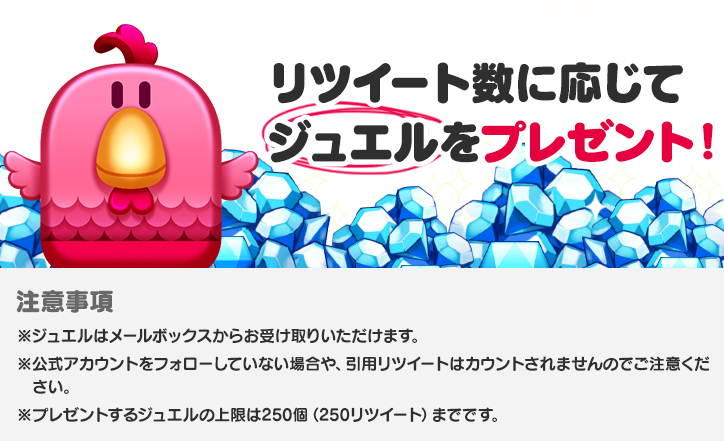 リツイート数に応じて
ジュエルをプレゼント!
注意事項
※ジュエルはメールボックスからお受け取りいただけます。
※公式アカウントをフォローしていない場合や、引用リツイートはカウントされませんのでご注意くだ
さい。
※プレゼントするジュエルの上限は250個（250リツイート）までです。